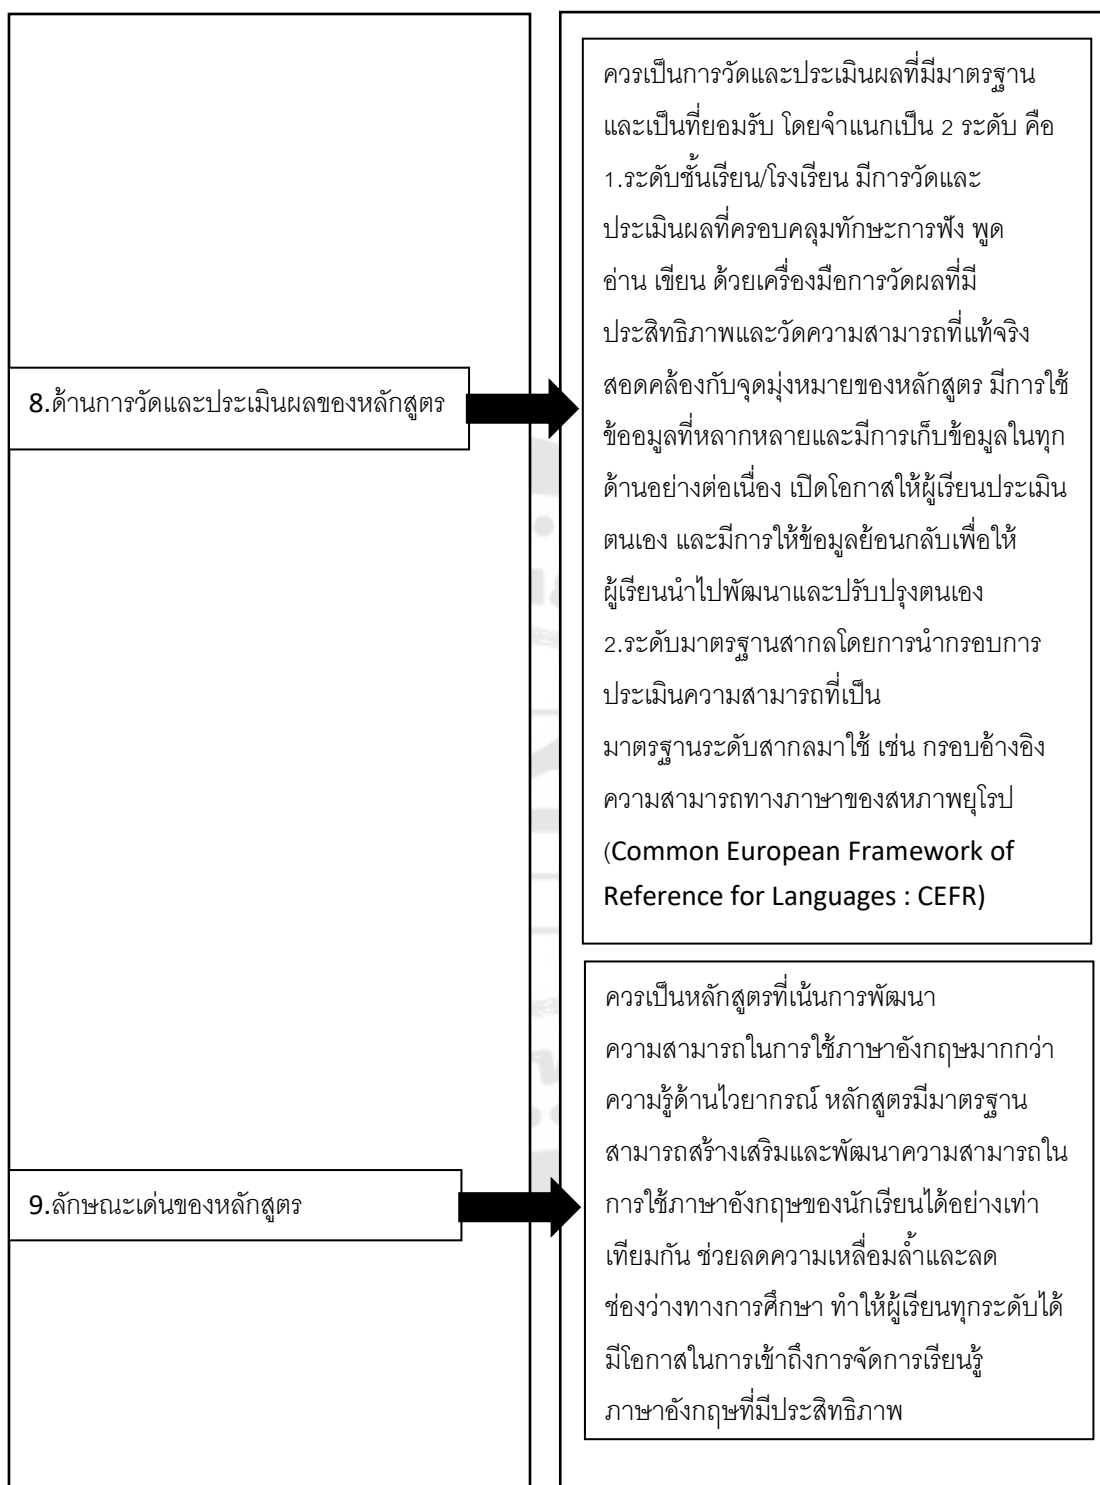 8.ด้านการวัดและประเมินผลของหลักสูตร
ควรเป็นการวัดและประเมินผลที่มีมาตรฐาน
และเป็นที่ยอมรับ โดยจำแนกเป็น 2 ระดับ คือ
1.ระดับชั้นเรียน/โรงเรียน มีการวัดและ
ประเมินผลที่ครอบคลุมทักษะการฟัง พูด
อ่าน เขียน ด้วยเครื่องมือการวัดผลที่มี
ประสิทธิภาพและวัดความสามารถที่แท้จริง
สอดคล้องกับจุดมุ่งหมายของหลักสูตร มีการใช้
ข้ออมูลที่หลากหลายและมีการเก็บข้อมูลในทุก
ด้านอย่างต่อเนื่อง เปิดโอกาสให้ผู้เรียนประเมิน
ตนเอง และมีการให้ข้อมูลย้อนกลับเพื่อให้
ผู้เรียนนำไปพัฒนาและปรับปรุงตนเอง
2.ระดับมาตรฐานสากลโดยการนำกรอบการ
ประเมินความสามารถที่เป็น
มาตรฐานระดับสากลมาใช้ เช่น กรอบอ้างอิง
ความสามารถทางภาษาของสหภาพยุโรป
(Common European Framework of
Reference for Languages : CEFR)
9.ลักษณะเด่นของหลักสูตร
ควรเป็นหลักสูตรที่เน้นการพัฒนา
ความสามารถในการใช้ภาษาอังกฤษมากกว่า
ความรู้ด้านไวยากรณ์ หลักสูตรมีมาตรฐาน
สามารถสร้างเสริมและพัฒนาความสามารถใน
การใช้ภาษาอังกฤษของนักเรียนได้อย่างเท่า
เทียมกัน ช่วยลดความเหลื่อมล้ำและลด
ช่องว่างทางการศึกษา ทำให้ผู้เรียนทุกระดับได้
มีโอกาสในการเข้าถึงการจัดการเรียนรู้
ภาษาอังกฤษที่มีประสิทธิภาพ